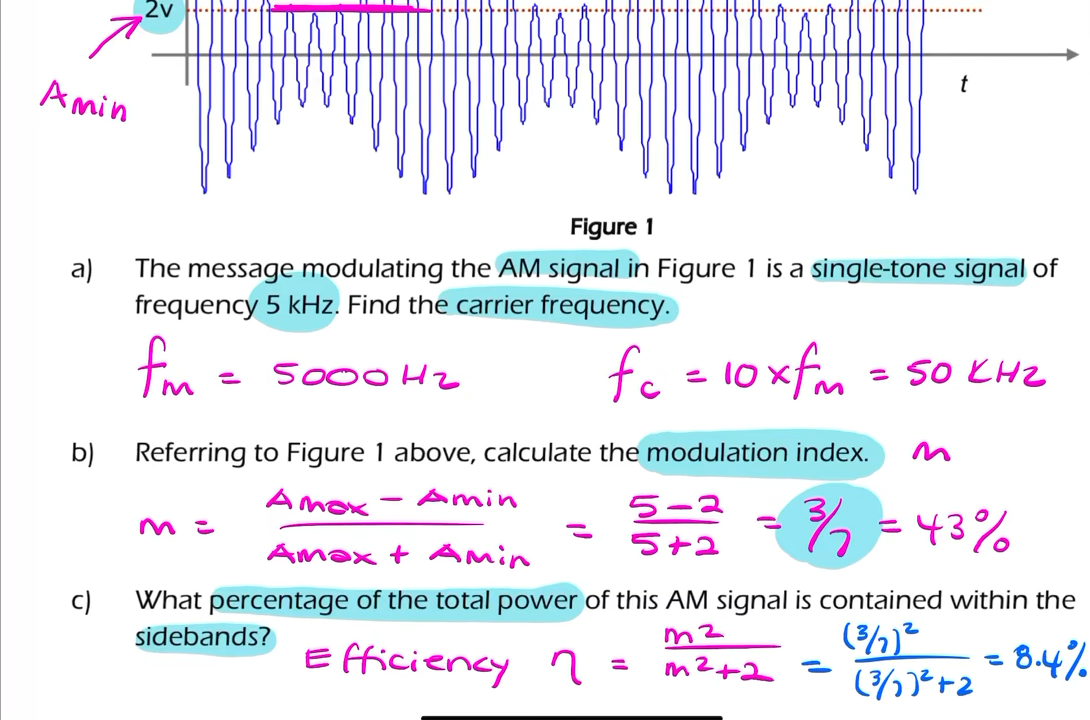 2v
Amin
t
Figure 1
a) The message modulating the AM signal in Figure 1 is a single-tone signal of
frequency 5 kHz. Find the carrier frequency.
fm = 5000 Hz fc = 10 x fm = 50 KHz
b) Referring to Figure 1 above, calculate the modulation index. m
m = Amax - Amin / Amax + Amin = 5-2 / 5+2 = 3/7 = 43%
c) What percentage of the total power of this AM signal is contained within the
sidebands? Efficiency η = m² / m²+2 = (3/7)² / (3/7)²+2 = 8.4%